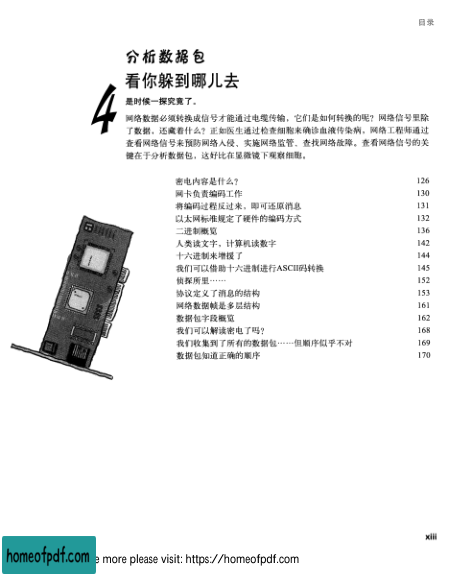 目录
分析数据包
看你躲到哪儿去
4
是时候一探究竟了。
网络数据必须转换成信号才能通过电缆传输，它们是如何转换的呢？网络信号里除
了数据，还藏着什么？正如医生通过检查细胞来确诊血液传染病，网络工程师通过
查看网络信号来预防网络入侵、实施网络监管、查找网络故障。查看网络信号的关
键在于分析数据包，这好比在显微镜下观察细胞。
密电内容是什么？ 126
网卡负责编码工作 130
将编码过程反过来，即可还原消息 131
以太网标准规定了硬件的编码方式 132
二进制概览 136
人类读文字，计算机读数字 142
十六进制来增援了 144
我们可以借助十六进制进行ASCII码转换 145
侦探所里…… 152
协议定义了消息的结构 153
网络数据帧是多层结构 161
数据包字段概览 162
我们可以解读密电了吗？ 168
我们收集到了所有的数据包……但顺序似乎不对 169
数据包知道正确的顺序 170
xiii
homeofpdf.com
e more please visit: https://homeofpdf.com